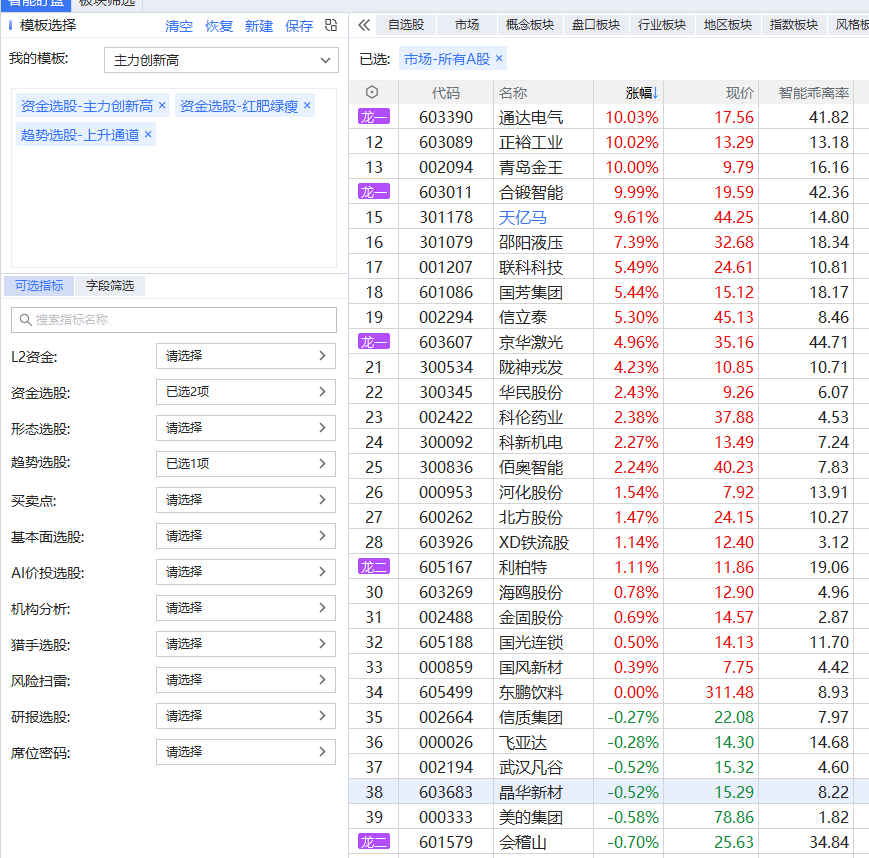 智能盯盘 板块筛选
模板选择 清空 恢复 新建 保存
我的模板: 主力创新高
资金选股-主力创新高 × 资金选股-红肥绿瘦 ×
趋势选股-上升通道 ×
可选指标 字段筛选
搜索指标名称
L2资金: 请选择
资金选股: 已选2项
形态选股: 请选择
趋势选股: 已选1项
买卖点: 请选择
基本面选股: 请选择
AI价投选股: 请选择
机构分析: 请选择
猎手选股: 请选择
风险扫雷: 请选择
研报选股: 请选择
席位密码: 请选择
自选股 市场 概念板块 盘口板块 行业板块 地区板块 指数板块 风格板
已选: 市场-所有A股 ×
代码 名称 涨幅↓ 现价 智能乖离率
龙一 603390 通达电气 10.03% 17.56 41.82
12 603089 正裕工业 10.02% 13.29 13.18
13 002094 青岛金王 10.00% 9.79 16.16
龙一 603011 合锻智能 9.99% 19.59 42.36
15 301178 天亿马 9.61% 44.25 14.80
16 301079 邵阳液压 7.39% 32.68 18.34
17 001207 联科科技 5.49% 24.61 10.81
18 601086 国芳集团 5.44% 15.12 18.17
19 002294 信立泰 5.30% 45.13 8.46
龙一 603607 京华激光 4.96% 35.16 44.71
21 300534 陇神戎发 4.23% 10.85 10.71
22 300345 华民股份 2.43% 9.26 6.07
23 002422 科伦药业 2.38% 37.88 4.53
24 300092 科新机电 2.27% 13.49 7.24
25 300836 佰奥智能 2.24% 40.23 7.83
26 000953 河化股份 1.54% 7.92 13.91
27 600262 北方股份 1.47% 24.15 10.27
28 603926 XD铁流股 1.14% 12.40 3.12
龙二 605167 利柏特 1.11% 11.86 19.06
30 603269 海鸥股份 0.78% 12.90 4.96
31 002488 金固股份 0.69% 14.57 2.87
32 605188 国光连锁 0.50% 14.13 11.70
33 000859 国风新材 0.39% 7.75 4.42
34 605499 东鹏饮料 0.00% 311.48 8.93
35 002664 信质集团 -0.27% 22.08 7.97
36 000026 飞亚达 -0.28% 14.30 14.68
37 002194 武汉凡谷 -0.52% 15.32 4.60
38 603683 晶华新材 -0.52% 15.29 8.22
39 000333 美的集团 -0.58% 78.86 1.82
龙二 601579 会稽山 -0.70% 25.63 34.84